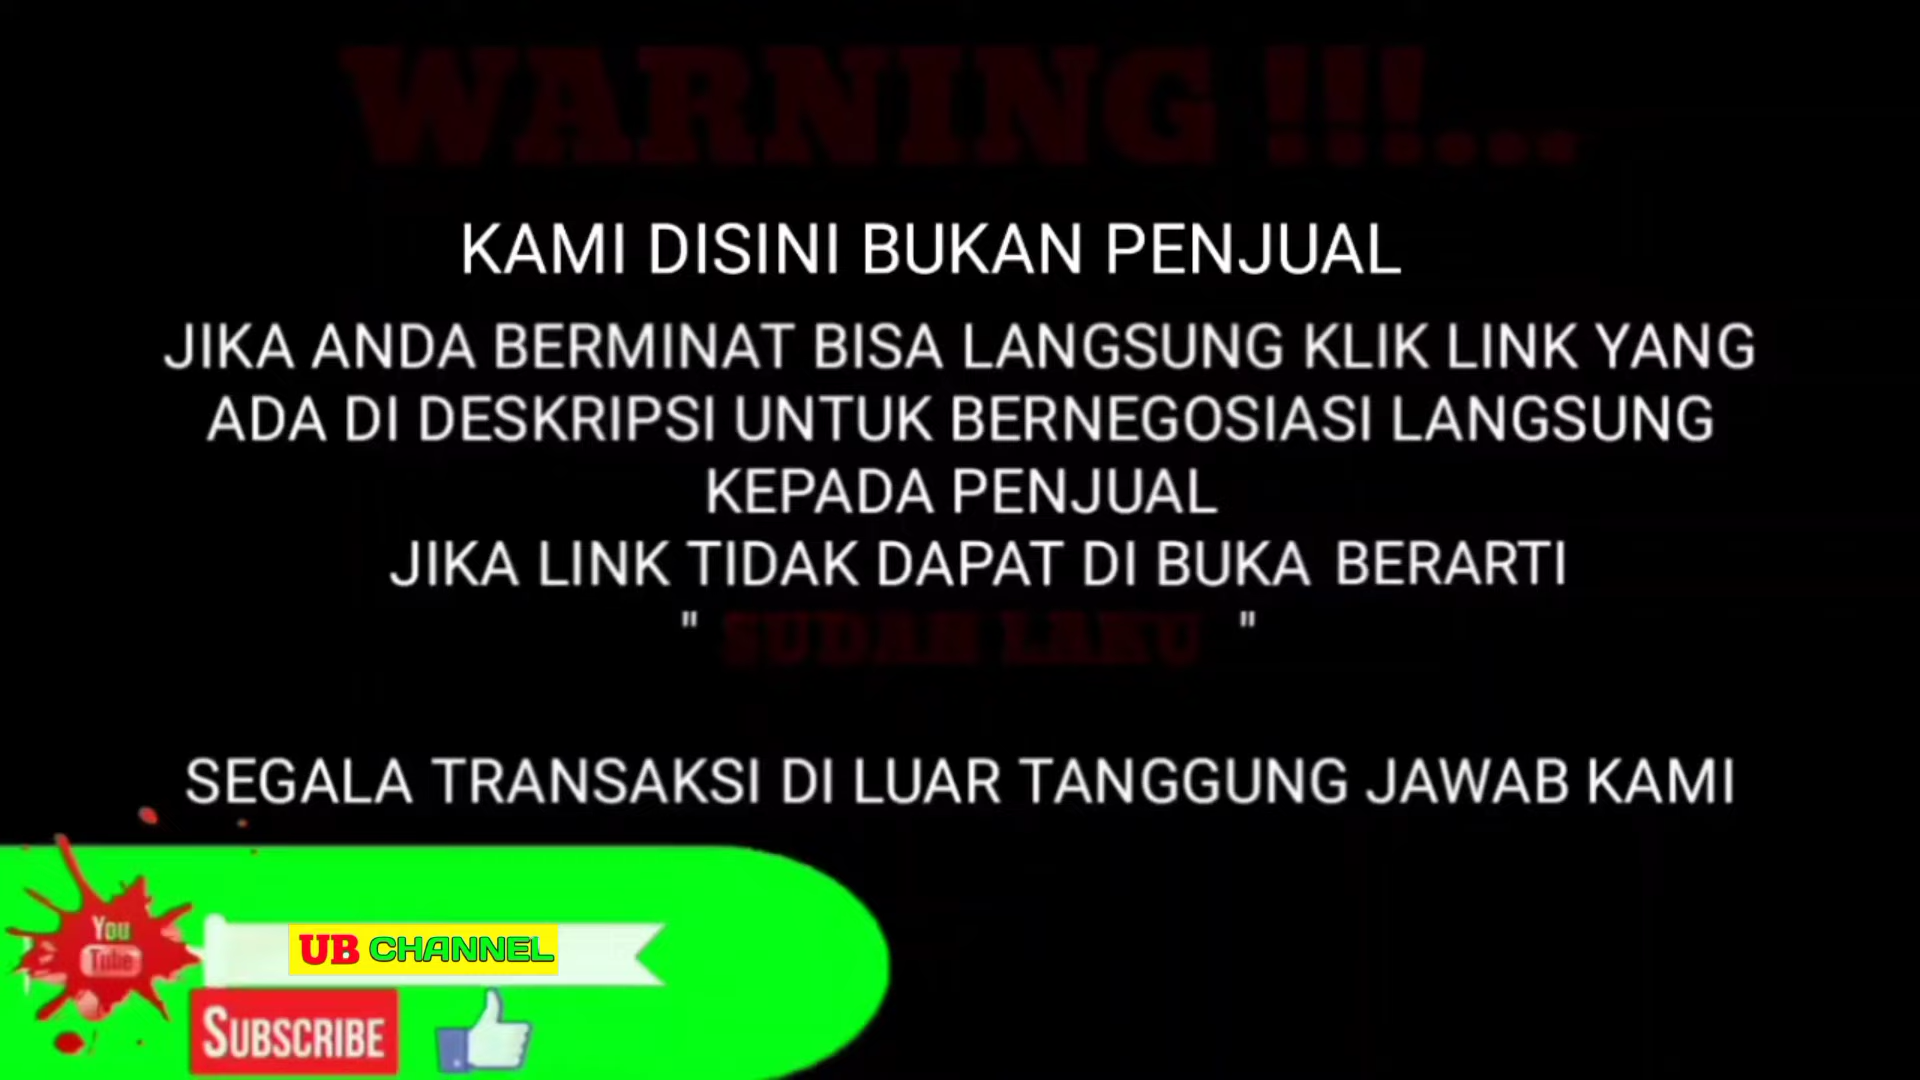 WARNING !!!...
KAMI DISINI BUKAN PENJUAL
JIKA ANDA BERMINAT BISA LANGSUNG KLIK LINK YANG
ADA DI DESKRIPSI UNTUK BERNEGOSIASI LANGSUNG
KEPADA PENJUAL
JIKA LINK TIDAK DAPAT DI BUKA BERARTI
" SUDAH LAKU "
SEGALA TRANSAKSI DI LUAR TANGGUNG JAWAB KAMI
You
Tube
UB CHANNEL
SUBSCRIBE